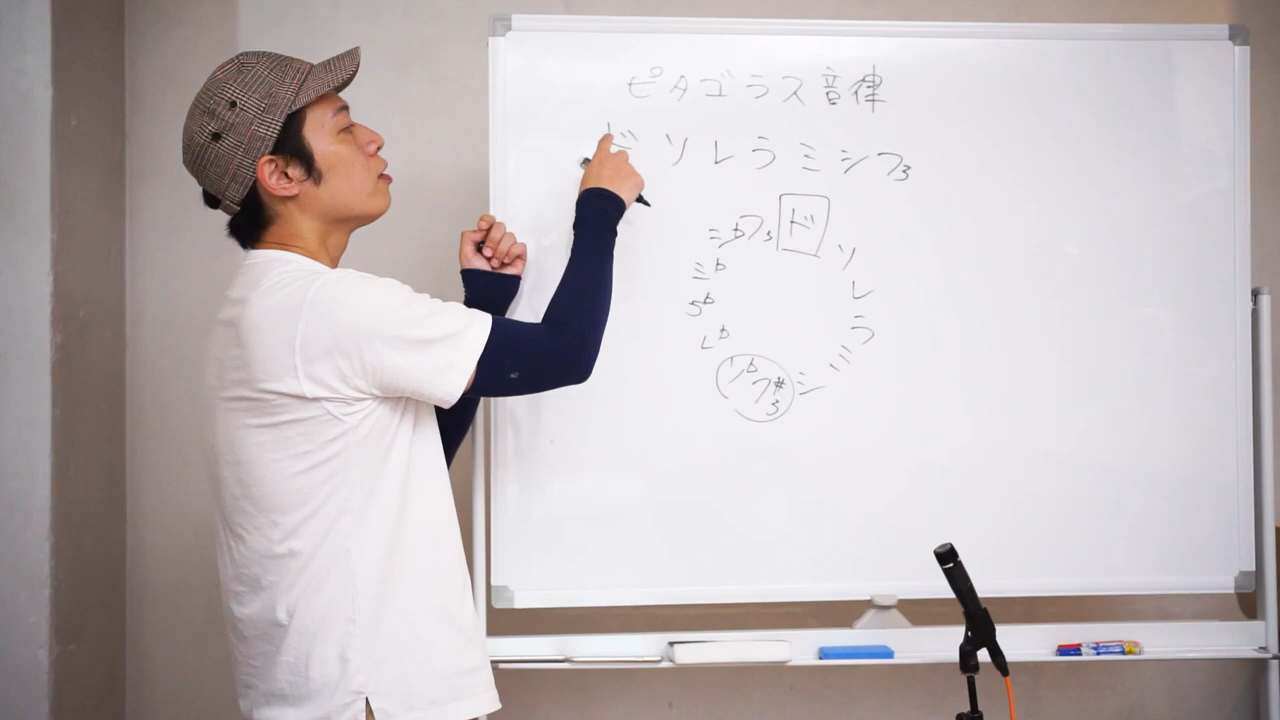 ピタゴラス音律
ド ソ レ ラ ミ シ ファ
ド
ソ
レ
ラ
ミ
シ
ソ♭
ファ#
レ♭
ラ♭
ミ♭
シ♭
ファ